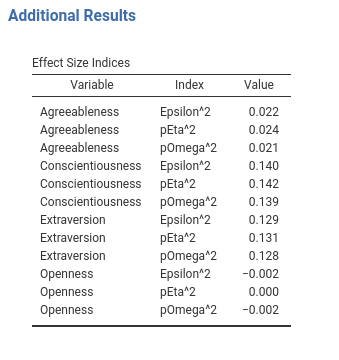 Additional Results
Effect Size Indices
Variable Index Value
Agreeableness Epsilon^2 0.022
Agreeableness pEta^2 0.024
Agreeableness pOmega^2 0.021
Conscientiousness Epsilon^2 0.140
Conscientiousness pEta^2 0.142
Conscientiousness pOmega^2 0.139
Extraversion Epsilon^2 0.129
Extraversion pEta^2 0.131
Extraversion pOmega^2 0.128
Openness Epsilon^2 −0.002
Openness pEta^2 0.000
Openness pOmega^2 −0.002